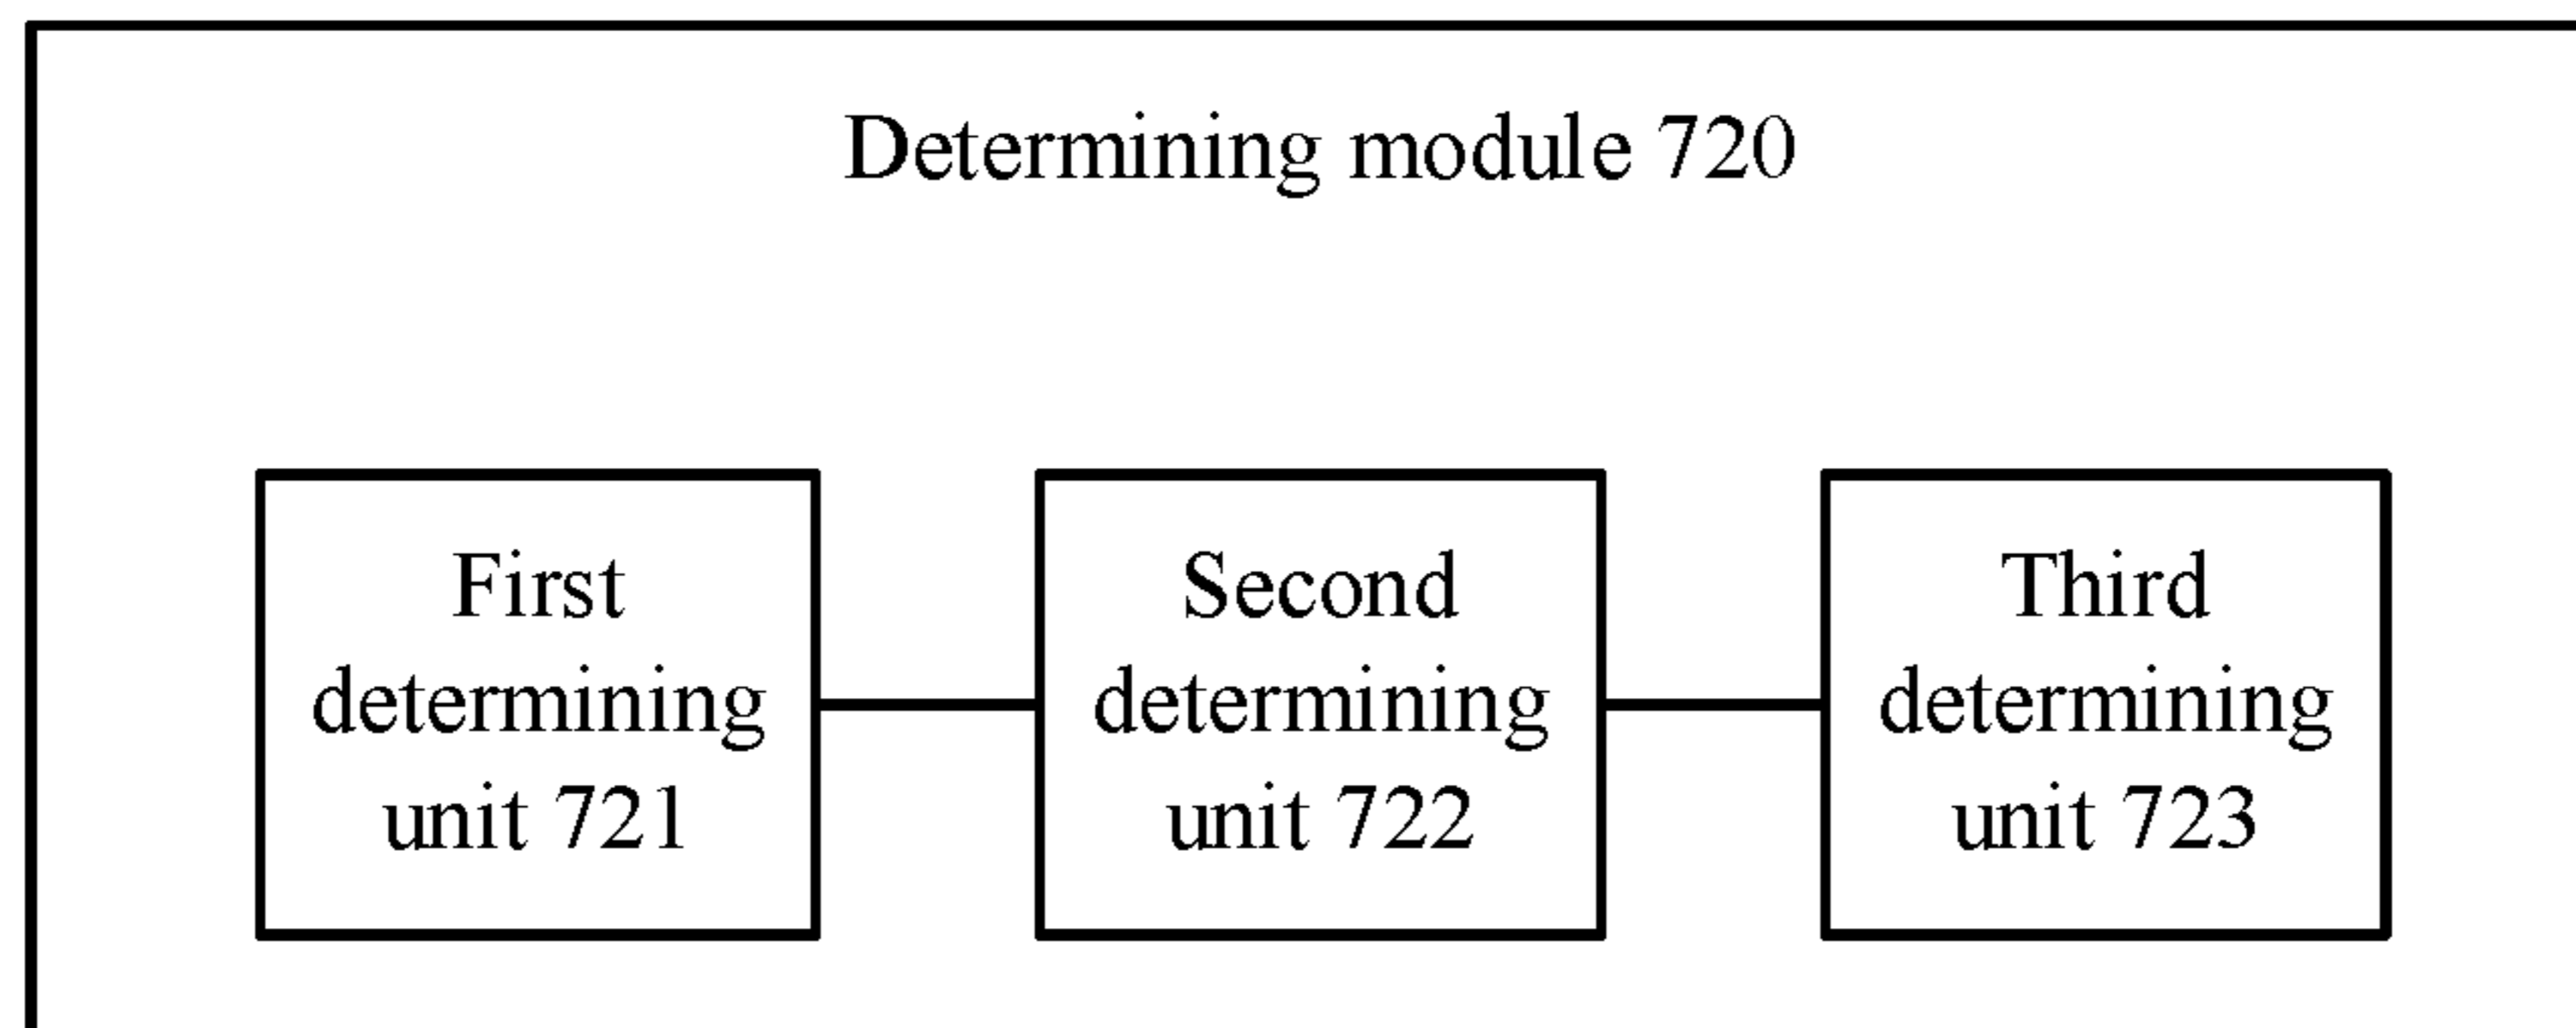 Determining module 720
First
determining
unit 721
Second
determining
unit 722
Third
determining
unit 723